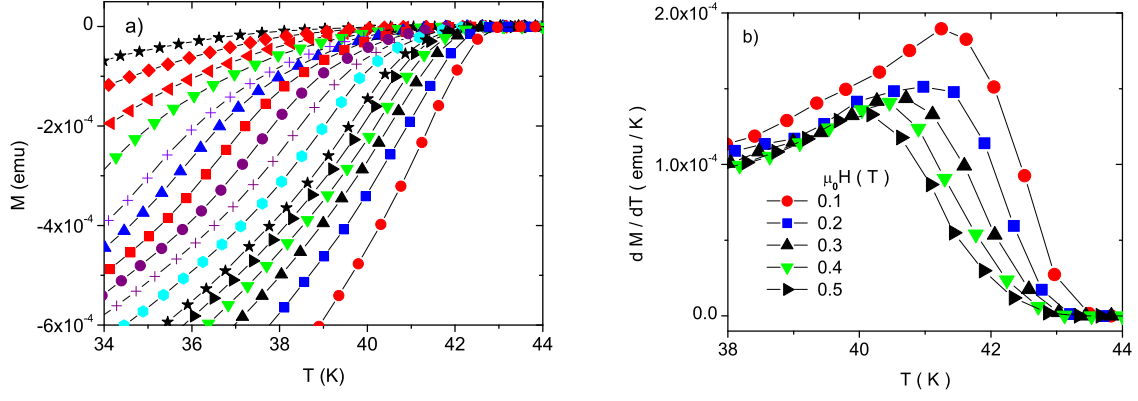 a)
M (emu)
0
-2x10⁻⁴
-4x10⁻⁴
-6x10⁻⁴
34 36 38 40 42 44
T (K)
b)
d M / dT ( emu / K )
2.0x10⁻⁴
1.0x10⁻⁴
0.0
μ₀H ( T )
0.1
0.2
0.3
0.4
0.5
38 40 42 44
T ( K )